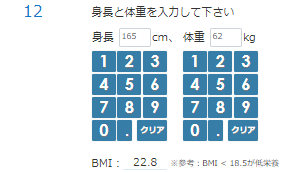 12 身長と体重を入力して下さい
身長 165 cm、 体重 62 kg
1 2 3 1 2 3
4 5 6 4 5 6
7 8 9 7 8 9
0 . クリア 0 . クリア
BMI： 22.8 ※参考：BMI < 18.5が低栄養